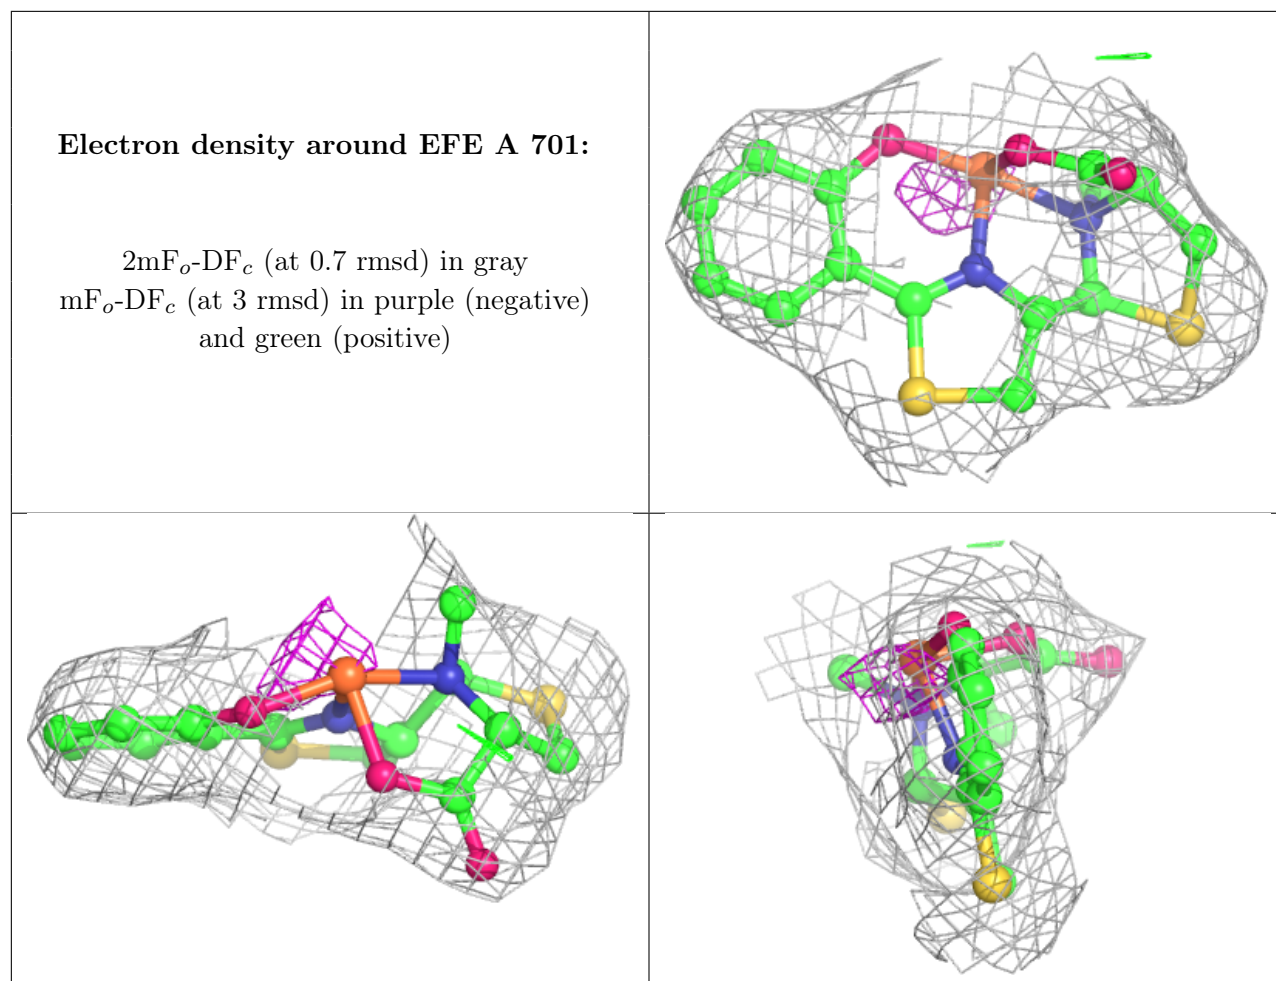 Electron density around EFE A 701:
2mFo-DFc (at 0.7 rmsd) in gray
mFo-DFc (at 3 rmsd) in purple (negative)
and green (positive)